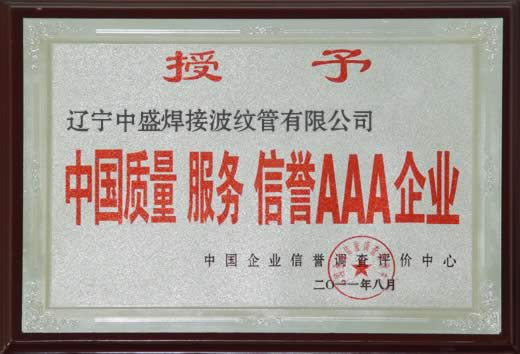 授 予
辽宁中盛焊接波纹管有限公司
中国质量 服务 信誉AAA企业
中国企业信誉调查评价中心
二〇一一年八月